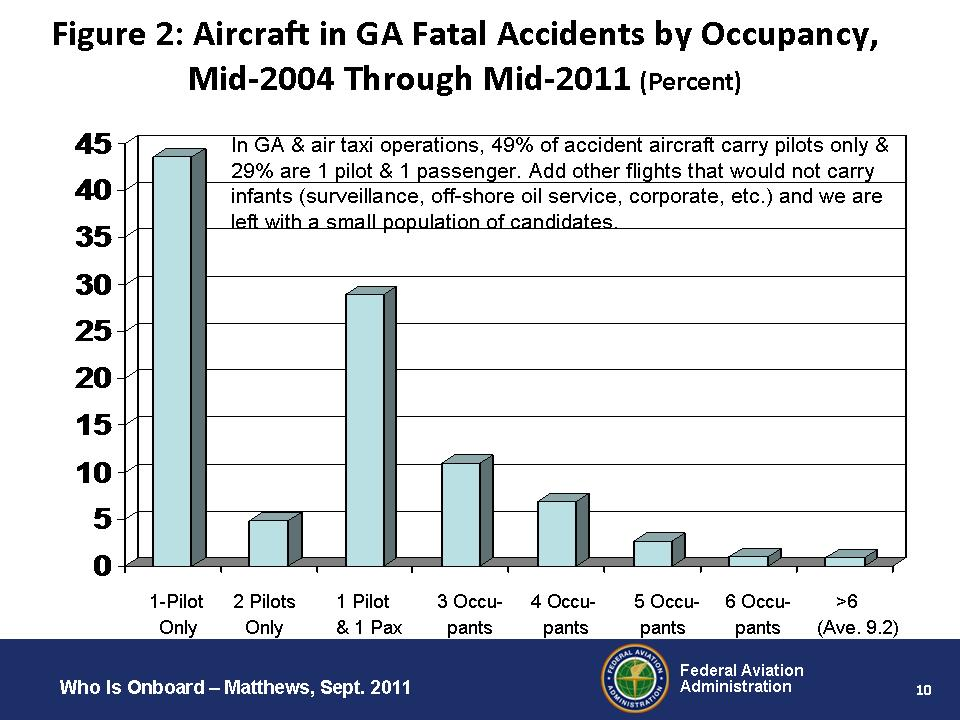 Figure 2: Aircraft in GA Fatal Accidents by Occupancy,
Mid-2004 Through Mid-2011 (Percent)
In GA & air taxi operations, 49% of accident aircraft carry pilots only &
29% are 1 pilot & 1 passenger. Add other flights that would not carry
infants (surveillance, off-shore oil service, corporate, etc.) and we are
left with a small population of candidates.
45
40
35
30
25
20
15
10
5
0
1-Pilot 2 Pilots 1 Pilot 3 Occu- 4 Occu- 5 Occu- 6 Occu- >6
Only Only & 1 Pax pants pants pants pants (Ave. 9.2)
Who Is Onboard – Matthews, Sept. 2011
FEDERAL AVIATION
ADMINISTRATION
Federal Aviation
Administration
10